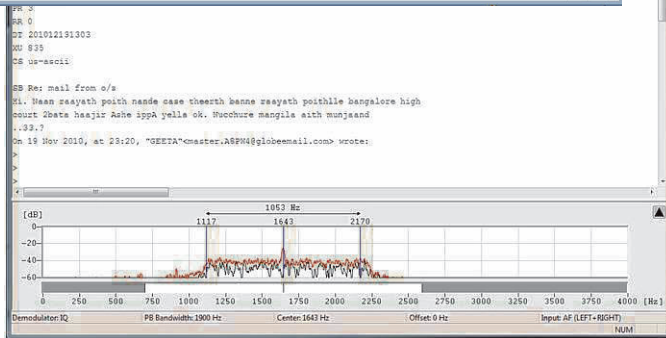 PR 3
RR 0
DT 201012191303
XU 835
CS us-ascii
SB Re: mail from o/s
Hi. Naan raayath poith nande case theerth banne raayath poithlle bangalore high
court 2bata haajir Ashe ippA yella ok. Nucchure mangila aith munjaand
..33.?
On 19 Nov 2010, at 23:20, "GEETA"<master.A8PW4@globeemail.com> wrote:
>
>
>
[dB]
1053 Hz
1117 1643 2170
0
-20
-40
-60
0 250 500 750 1000 1250 1500 1750 2000 2250 2500 2750 3000 3250 3500 3750 4000 [Hz]
Demodulator: IQ PB Bandwidth: 1900 Hz Center: 1643 Hz Offset: 0 Hz Input: AF (LEFT+RIGHT)
NUM